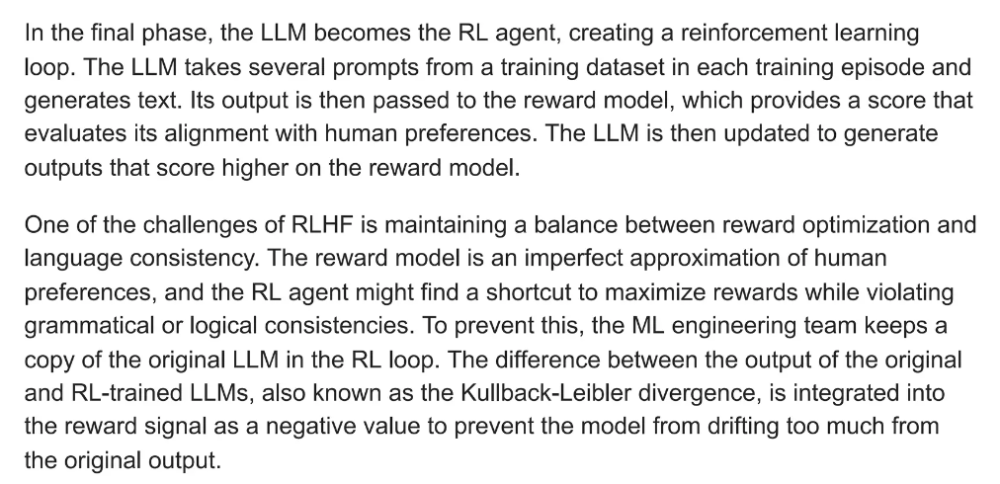 In the final phase, the LLM becomes the RL agent, creating a reinforcement learning
loop. The LLM takes several prompts from a training dataset in each training episode and
generates text. Its output is then passed to the reward model, which provides a score that
evaluates its alignment with human preferences. The LLM is then updated to generate
outputs that score higher on the reward model.
One of the challenges of RLHF is maintaining a balance between reward optimization and
language consistency. The reward model is an imperfect approximation of human
preferences, and the RL agent might find a shortcut to maximize rewards while violating
grammatical or logical consistencies. To prevent this, the ML engineering team keeps a
copy of the original LLM in the RL loop. The difference between the output of the original
and RL-trained LLMs, also known as the Kullback-Leibler divergence, is integrated into
the reward signal as a negative value to prevent the model from drifting too much from
the original output.